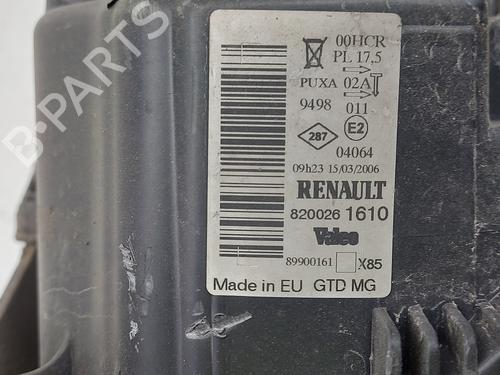 B-PARTS
00HCR
PL 17,5
PUXA 02A
9498 011
287 E2
04064
09h23 15/03/2006
RENAULT
820026 1610
Valeo
89900161 X85
Made in EU GTD MG